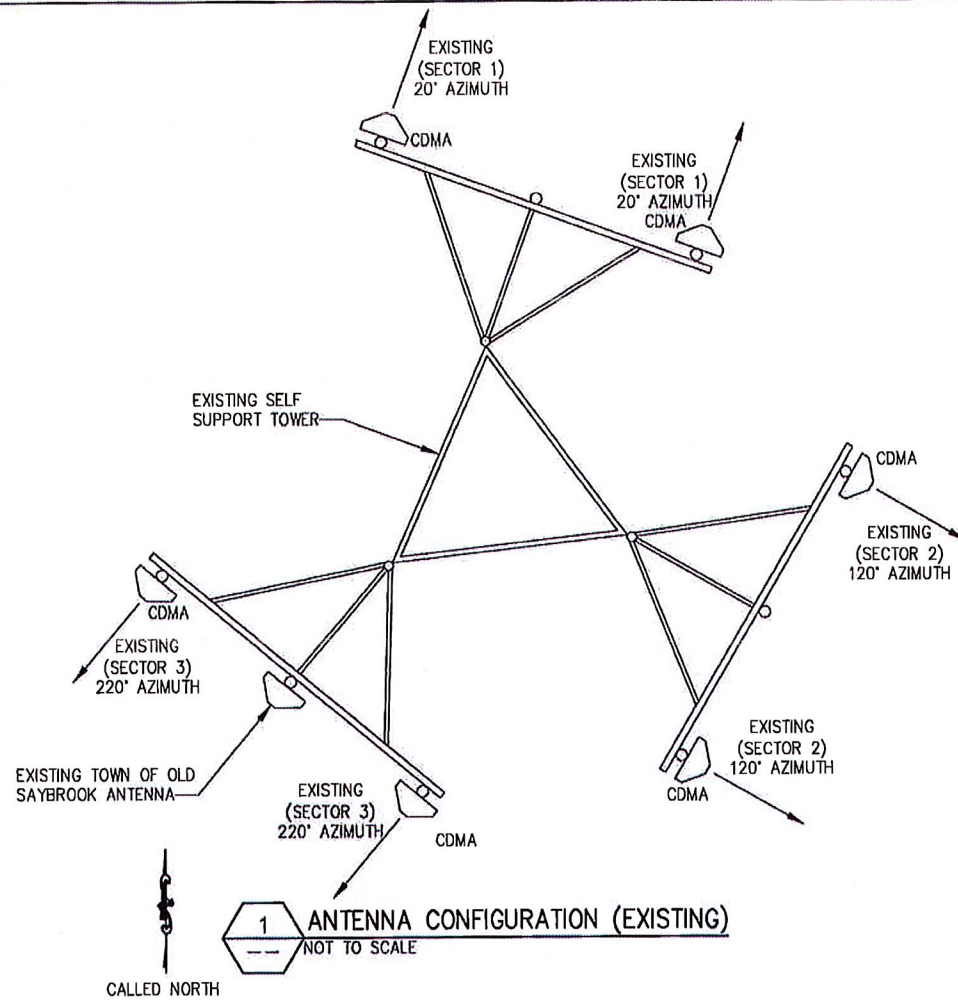 EXISTING
(SECTOR 1)
20° AZIMUTH
CDMA
EXISTING
(SECTOR 1)
20° AZIMUTH
CDMA
EXISTING SELF
SUPPORT TOWER
CDMA
EXISTING
(SECTOR 2)
120° AZIMUTH
CDMA
EXISTING
(SECTOR 3)
220° AZIMUTH
EXISTING
(SECTOR 2)
120° AZIMUTH
CDMA
EXISTING TOWN OF OLD
SAYBROOK ANTENNA
EXISTING
(SECTOR 3)
220° AZIMUTH
CDMA
1
--
ANTENNA CONFIGURATION (EXISTING)
NOT TO SCALE
CALLED NORTH